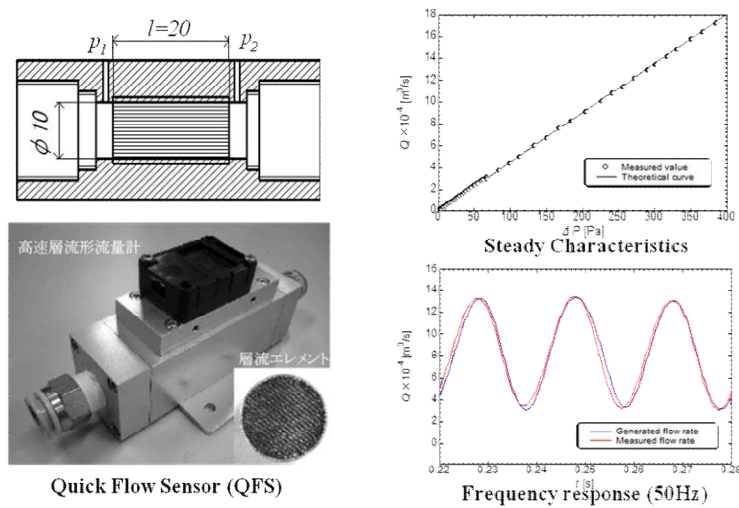 l=20
p1
p2
ϕ 10
高速層流形流量計
層流エレメント
Quick Flow Sensor (QFS)
18
16
14
12
10
8
6
4
2
0
Q ×10⁻⁴ [m³/s]
Measured value
Theoretical curve
0 50 100 150 200 250 300 350 400
Δ P [Pa]
Steady Characteristics
16
14
12
10
8
6
4
2
0
Q ×10⁻⁴ [m³/s]
Generated flow rate
Measured flow rate
0.22 0.23 0.24 0.25 0.26 0.27 0.28
t [s]
Frequency response (50Hz)